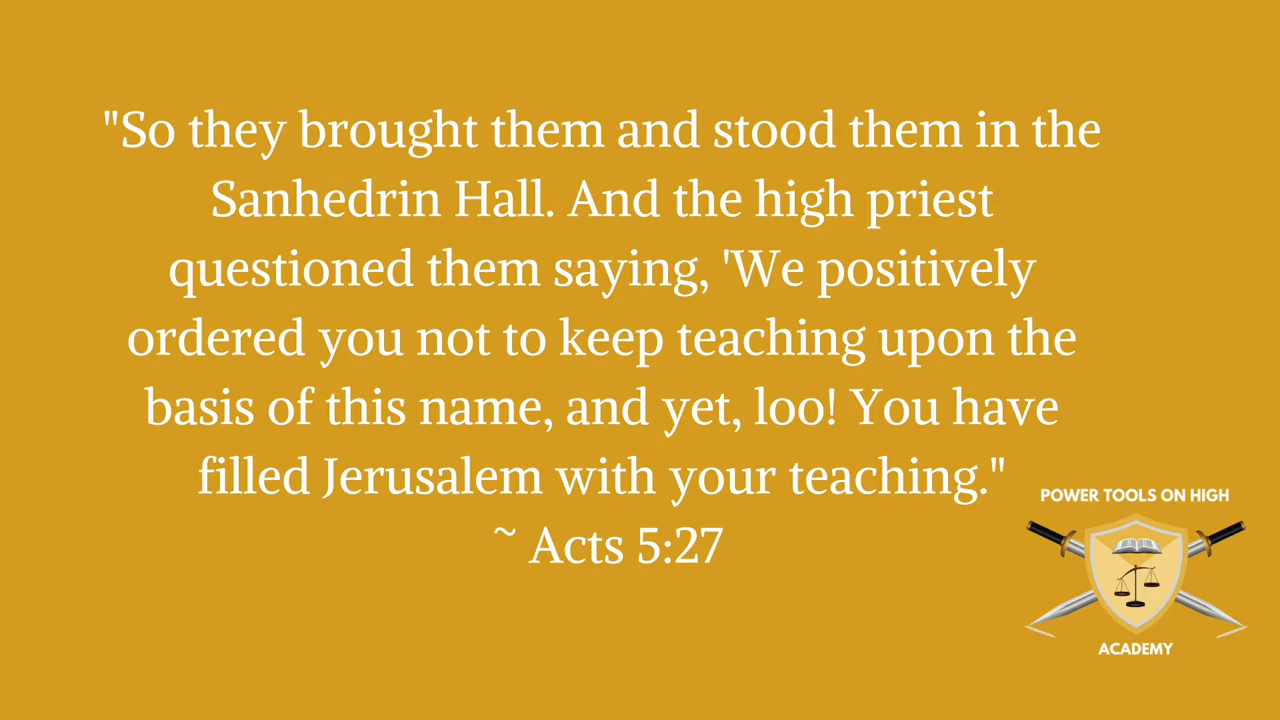 "So they brought them and stood them in the
Sanhedrin Hall. And the high priest
questioned them saying, 'We positively
ordered you not to keep teaching upon the
basis of this name, and yet, loo! You have
filled Jerusalem with your teaching."
~ Acts 5:27
POWER TOOLS ON HIGH
ACADEMY